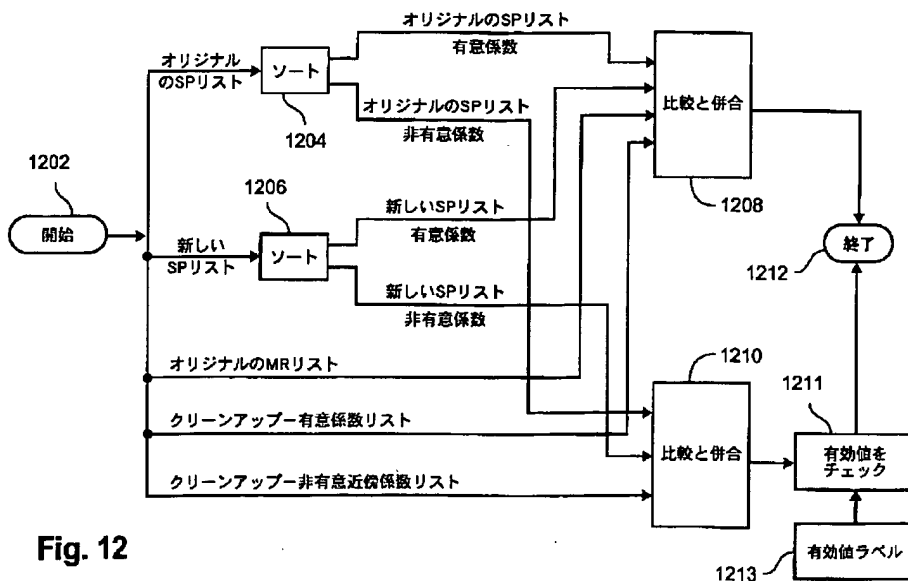 オリジナルのSPリスト
有意係数
オリジナル
のSPリスト
ソート
1204
オリジナルのSPリスト
非有意係数
比較と併合
1208
1202
開始
1206
新しい
SPリスト
ソート
新しいSPリスト
有意係数
新しいSPリスト
非有意係数
終了
1212
オリジナルのMRリスト
クリーンアップー有意係数リスト
クリーンアップー非有意近傍係数リスト
1210
比較と併合
1211
有効値を
チェック
有効値ラベル
1213
Fig. 12